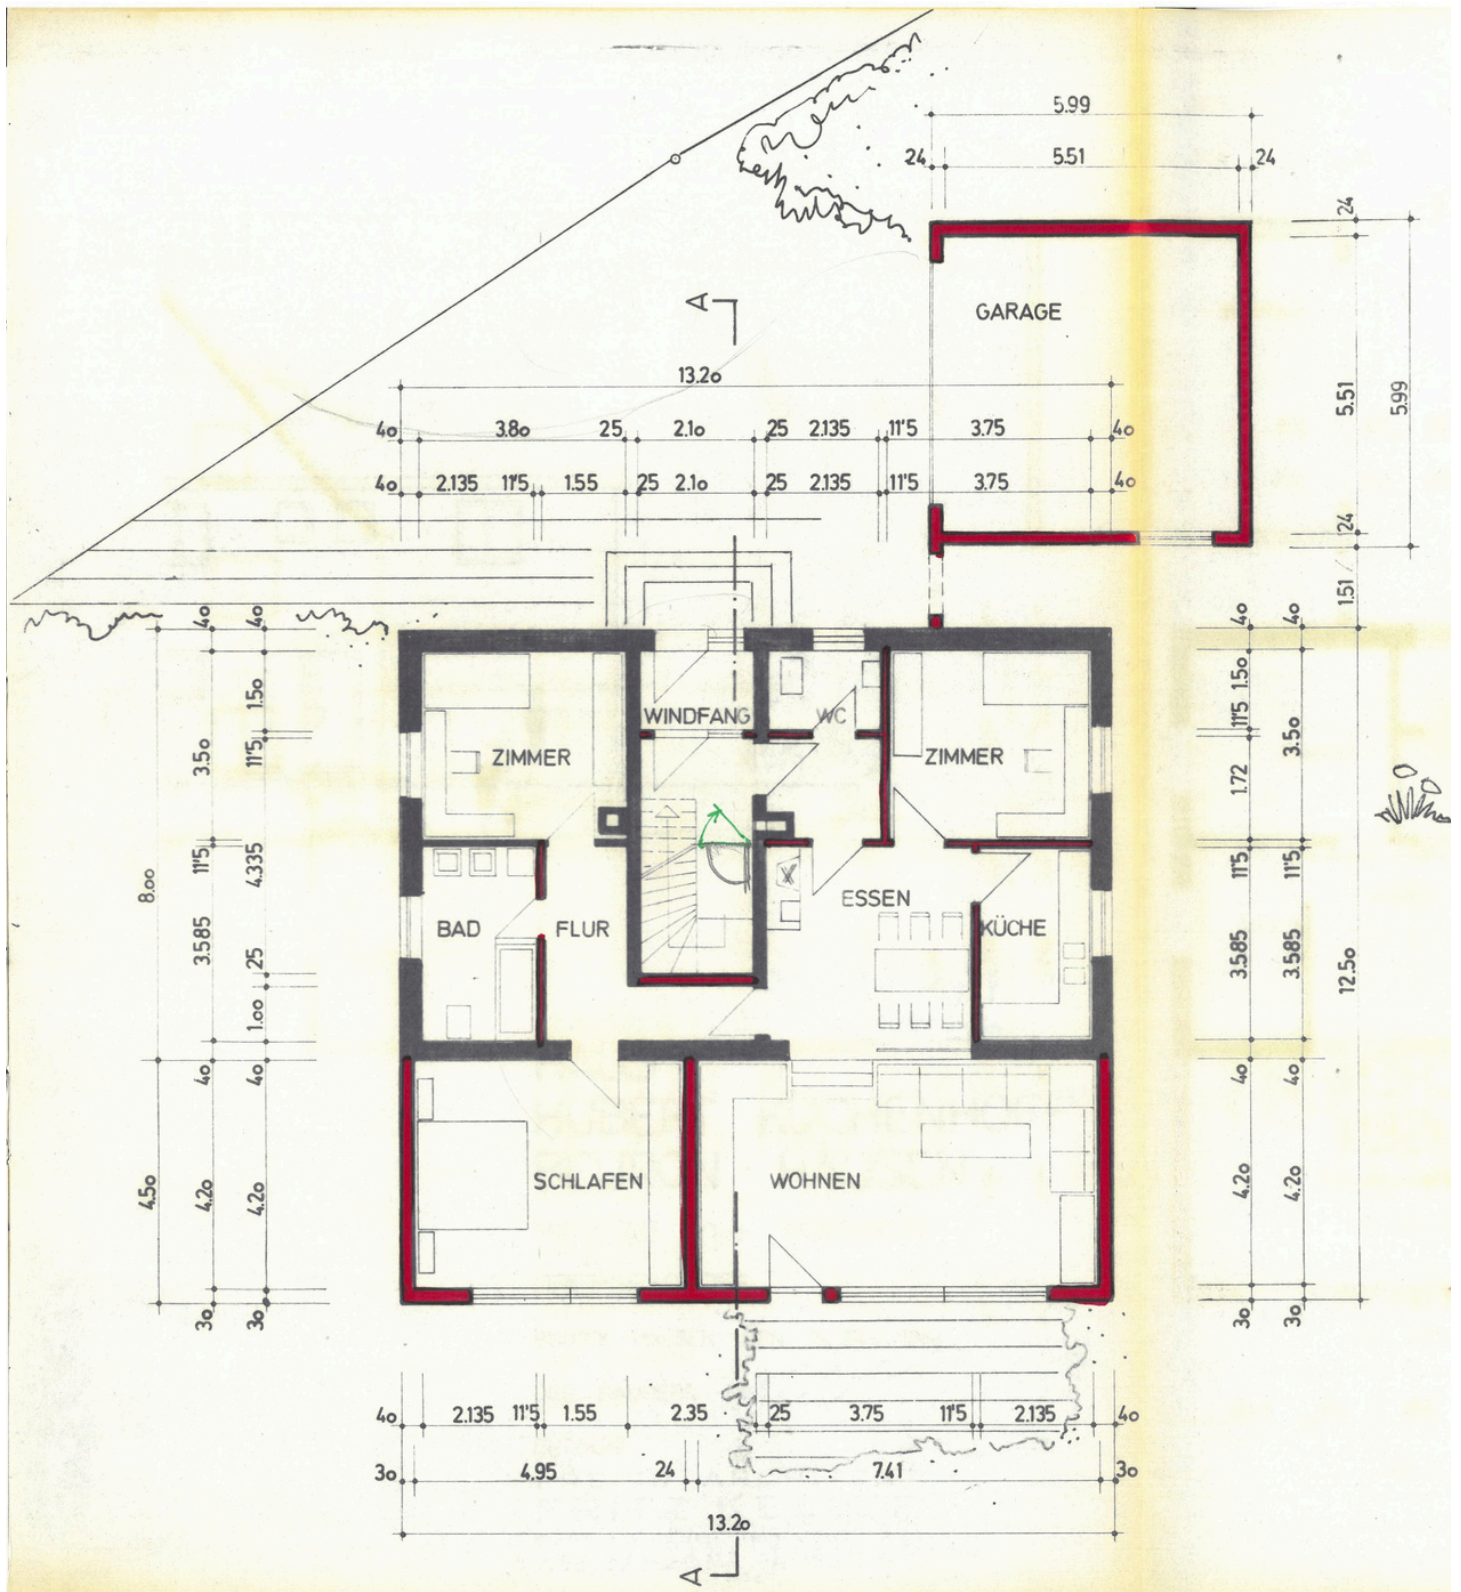 5.99
24 5.51 24
24
GARAGE
A
5.51
5.99
13.20
40 3.80 25 2.10 25 2.135 11'5 3.75 40
40 2.135 11'5 1.55 25 2.10 25 2.135 11'5 3.75 40
24
1.51
40 40 40 40
1.50 1.50
11'5 11'5
3.50 3.50
1.72
WINDFANG WC
ZIMMER ZIMMER
11'5 11'5 11'5
4.335
8.00
ESSEN
BAD FLUR KÜCHE
3.585 3.585 3.585
25
12.50
1.00
40 40 40 40
SCHLAFEN WOHNEN
4.50 4.20 4.20 4.20 4.20
30 30 30 30
40 2.135 11'5 1.55 2.35 25 3.75 11'5 2.135 40
30 4.95 24 7.41 30
13.20
A